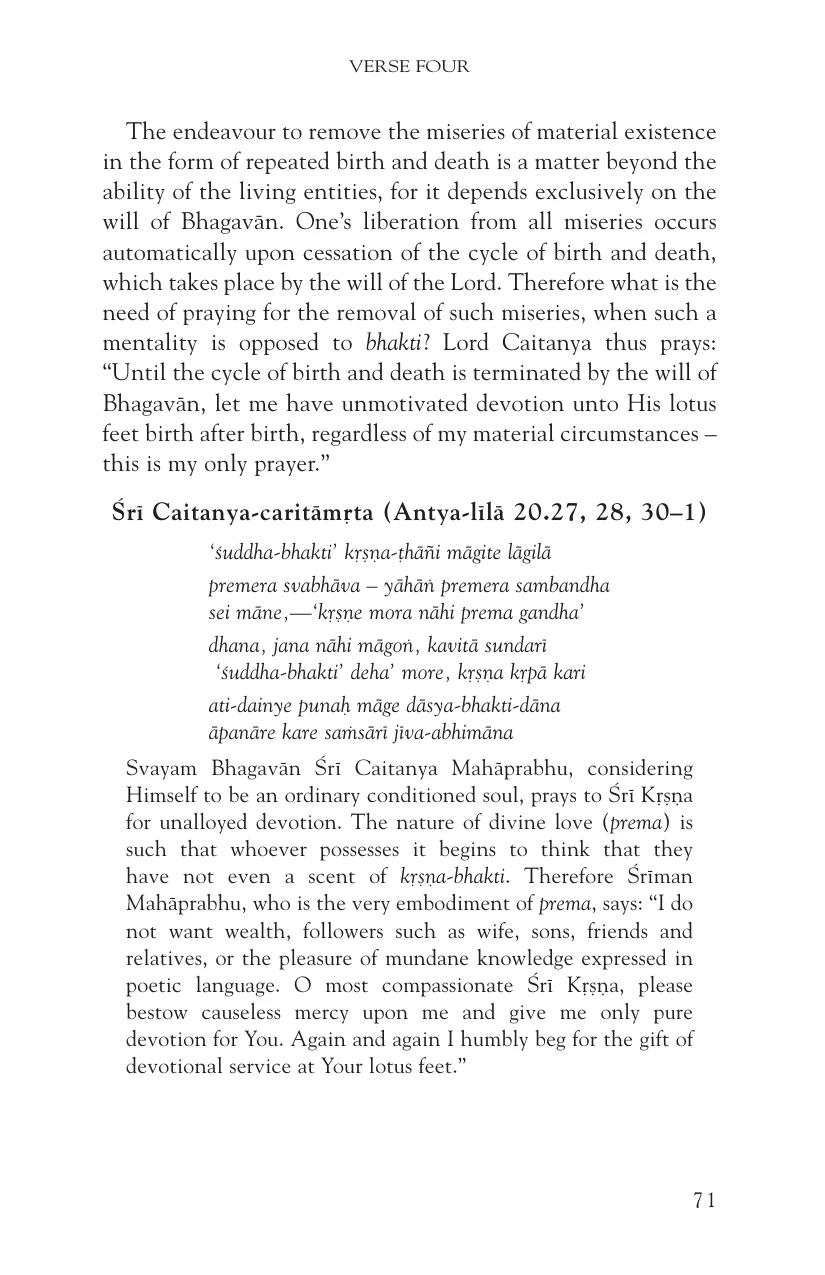 VERSE FOUR
The endeavour to remove the miseries of material existence
in the form of repeated birth and death is a matter beyond the
ability of the living entities, for it depends exclusively on the
will of Bhagavān. One’s liberation from all miseries occurs
automatically upon cessation of the cycle of birth and death,
which takes place by the will of the Lord. Therefore what is the
need of praying for the removal of such miseries, when such a
mentality is opposed to bhakti? Lord Caitanya thus prays:
“Until the cycle of birth and death is terminated by the will of
Bhagavān, let me have unmotivated devotion unto His lotus
feet birth after birth, regardless of my material circumstances –
this is my only prayer.”
Śrī Caitanya-caritāmṛta (Antya-līlā 20.27, 28, 30–1)
‘śuddha-bhakti’ kṛṣṇa-ṭhāñi māgite lāgilā
premera svabhāva – yāhāṅ premera sambandha
sei māne,—‘kṛṣṇe mora nāhi prema gandha’
dhana, jana nāhi māgoṅ, kavitā sundarī
‘śuddha-bhakti’ deha’ more, kṛṣṇa kṛpā kari
ati-dainye punaḥ māge dāsya-bhakti-dāna
āpanāre kare saṁsārī jīva-abhimāna
Svayam Bhagavān Śrī Caitanya Mahāprabhu, considering
Himself to be an ordinary conditioned soul, prays to Śrī Kṛṣṇa
for unalloyed devotion. The nature of divine love (prema) is
such that whoever possesses it begins to think that they
have not even a scent of kṛṣṇa-bhakti. Therefore Śrīman
Mahāprabhu, who is the very embodiment of prema, says: “I do
not want wealth, followers such as wife, sons, friends and
relatives, or the pleasure of mundane knowledge expressed in
poetic language. O most compassionate Śrī Kṛṣṇa, please
bestow causeless mercy upon me and give me only pure
devotion for You. Again and again I humbly beg for the gift of
devotional service at Your lotus feet.”
71